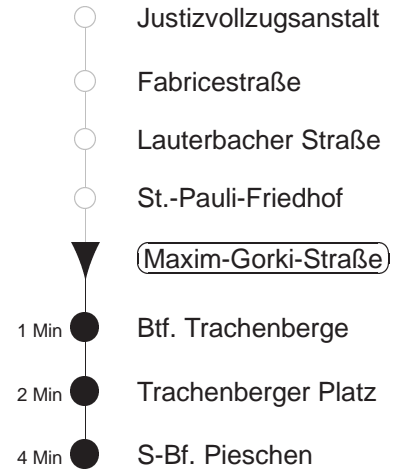 Justizvollzugsanstalt
Fabricestraße
Lauterbacher Straße
St.-Pauli-Friedhof
Maxim-Gorki-Straße
1 Min Btf. Trachenberge
2 Min Trachenberger Platz
4 Min S-Bf. Pieschen